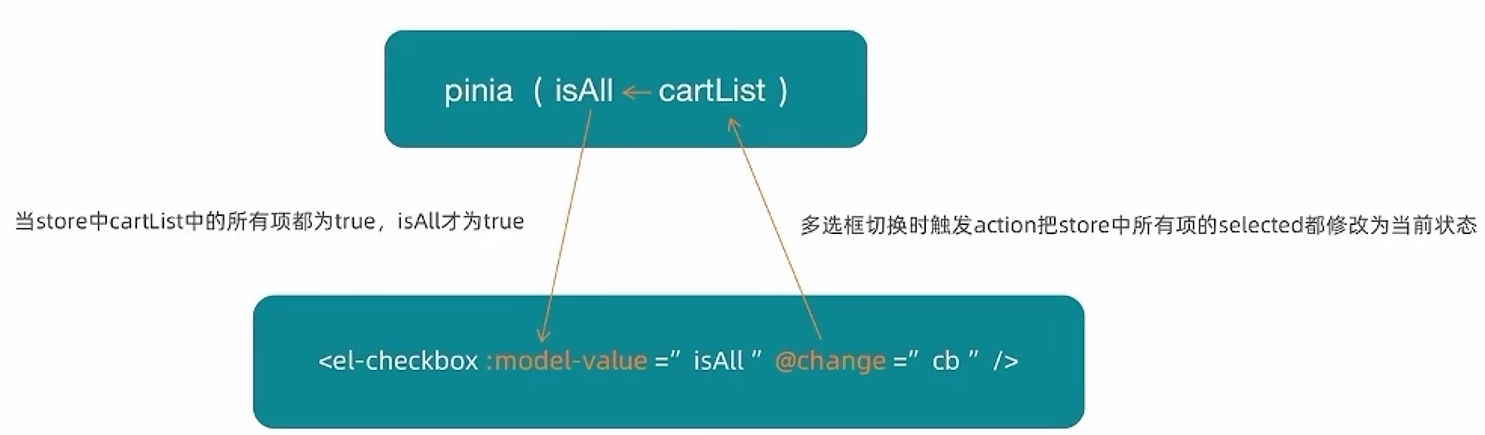 pinia ( isAll ← cartList )
当store中cartList中的所有项都为true，isAll才为true
多选框切换时触发action把store中所有项的selected都修改为当前状态
<el-checkbox :model-value =” isAll ” @change =” cb ” />